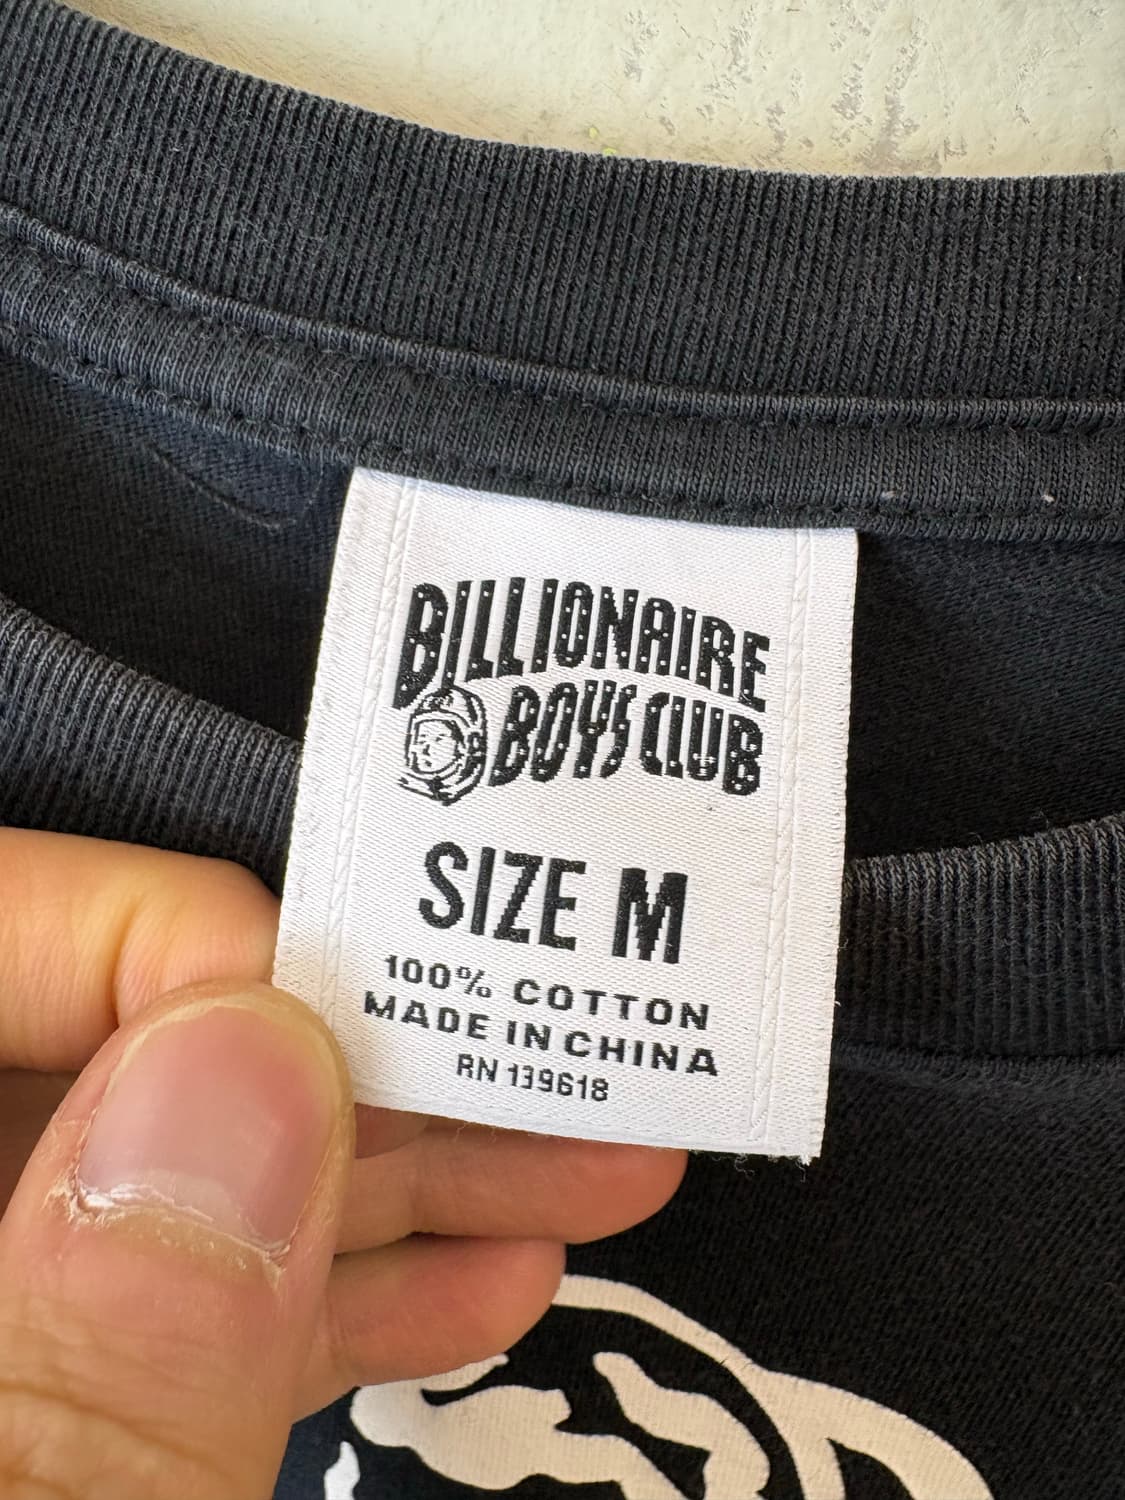 BILLIONAIRE
BOYS CLUB
SIZE M
100% COTTON
MADE IN CHINA
RN 139618